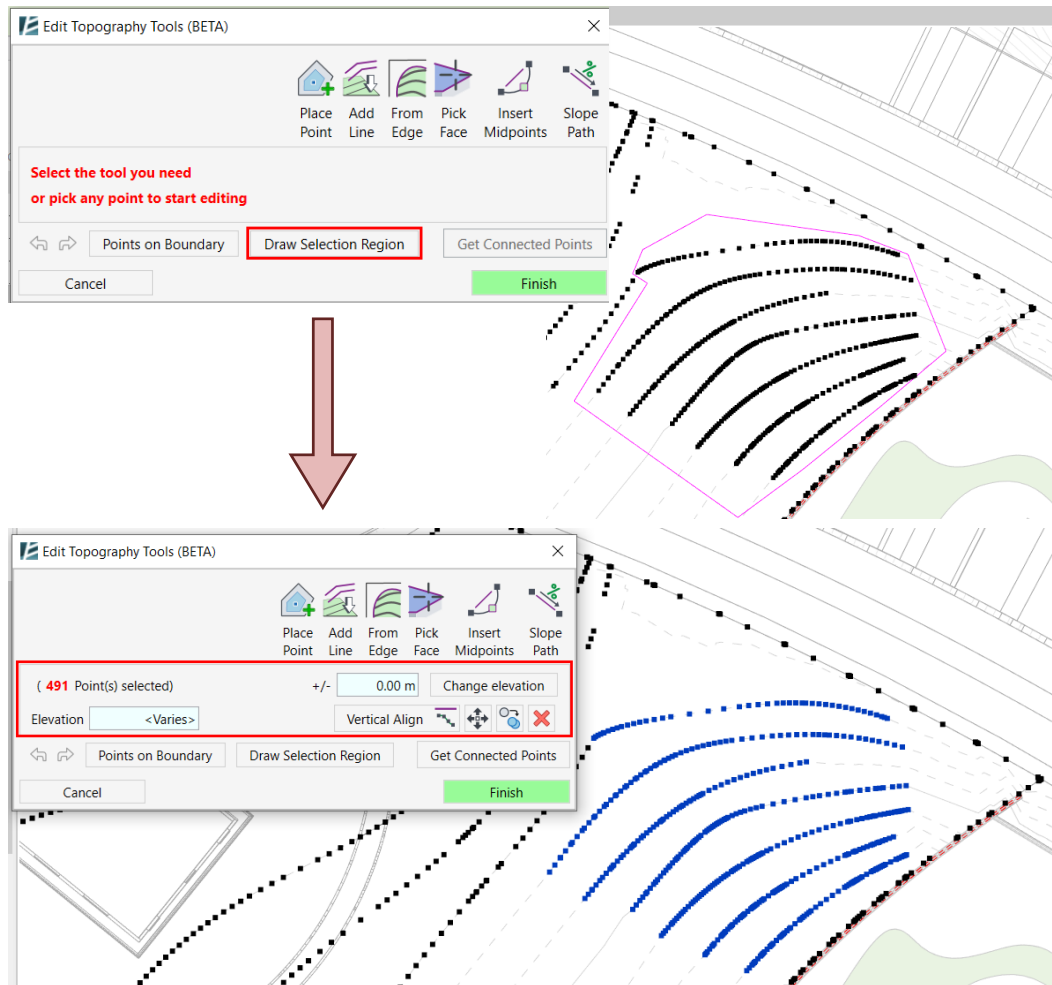 Edit Topography Tools (BETA)
Place Point
Add Line
From Edge
Pick Face
Insert Midpoints
Slope Path
Select the tool you need
or pick any point to start editing
Points on Boundary
Draw Selection Region
Get Connected Points
Cancel
Finish
Edit Topography Tools (BETA)
Place Point
Add Line
From Edge
Pick Face
Insert Midpoints
Slope Path
( 491 Point(s) selected)
+/-
0.00 m
Change elevation
Elevation
<Varies>
Vertical Align
Points on Boundary
Draw Selection Region
Get Connected Points
Cancel
Finish